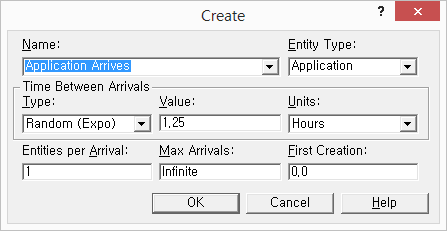 Create
?
Name:
Entity Type:
Application Arrives
Application
Time Between Arrivals
Type:
Value:
Units:
Random (Expo)
1.25
Hours
Entities per Arrival:
Max Arrivals:
First Creation:
1
Infinite
0.0
OK
Cancel
Help